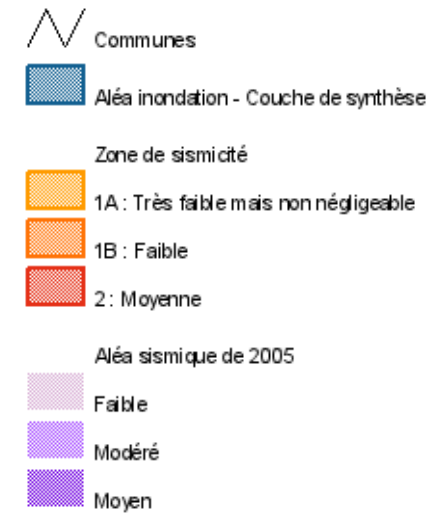 Communes
Aléa inondation - Couche de synthèse
Zone de sismicité
1A : Très faible mais non négligeable
1B : Faible
2 : Moyenne
Aléa sismique de 2005
Faible
Modéré
Moyen